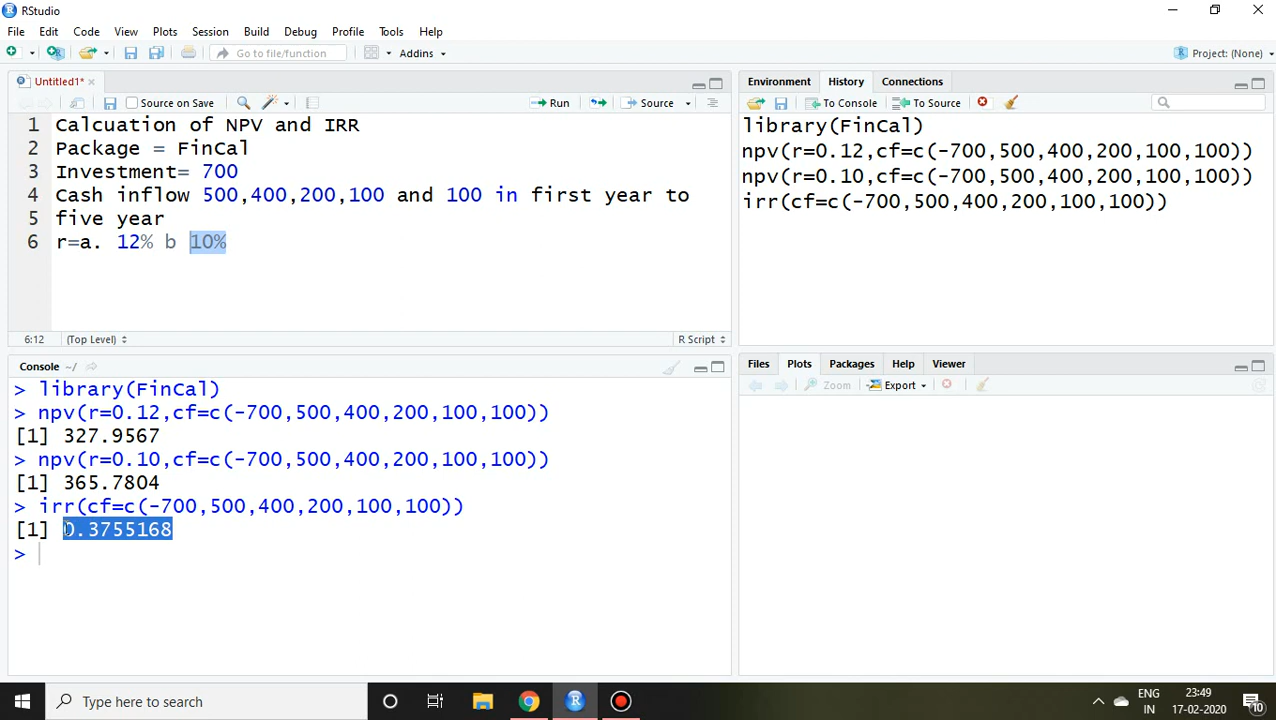 RStudio
File Edit Code View Plots Session Build Debug Profile Tools Help
Go to file/function Addins Project: (None)
Untitled1*
Source on Save Run Source
1 Calcuation of NPV and IRR
2 Package = FinCal
3 Investment= 700
4 Cash inflow 500,400,200,100 and 100 in first year to
5 five year
6 r=a. 12% b 10%
6:12 (Top Level) R Script
Console ~/
> library(FinCal)
> npv(r=0.12,cf=c(-700,500,400,200,100,100))
[1] 327.9567
> npv(r=0.10,cf=c(-700,500,400,200,100,100))
[1] 365.7804
> irr(cf=c(-700,500,400,200,100,100))
[1] 0.3755168
>
Environment History Connections
To Console To Source
library(FinCal)
npv(r=0.12,cf=c(-700,500,400,200,100,100))
npv(r=0.10,cf=c(-700,500,400,200,100,100))
irr(cf=c(-700,500,400,200,100,100))
Files Plots Packages Help Viewer
Zoom Export
Type here to search
ENG
IN
23:49
17-02-2020
10